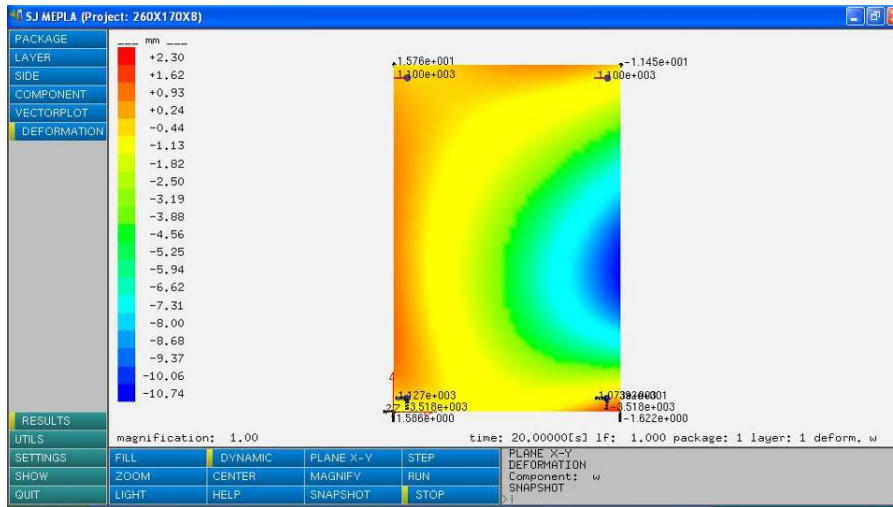 SJ MEPLA (Project: 260X170X8)
PACKAGE
LAYER
SIDE
COMPONENT
VECTORPLOT
DEFORMATION
___ mm ___
+2,30
+1,62
+0,93
+0,24
-0,44
-1,13
-1,82
-2,50
-3,19
-3,88
-4,56
-5,25
-5,94
-6,62
-7,31
-8,00
-8,68
-9,37
-10,06
-10,74
1.576e+001
-1.145e+001
1.100e+003
1.100e+003
1.127e+003
3.518e+003
-3.518e+003
1.586e+000
-1.622e+000
magnification: 1.00
time: 20.00000[s] lf: 1.000 package: 1 layer: 1 deform. w
RESULTS
UTILS
SETTINGS
SHOW
QUIT
FILL DYNAMIC PLANE X-Y STEP
ZOOM CENTER MAGNIFY RUN
LIGHT HELP SNAPSHOT STOP
PLANE X-Y
DEFORMATION
Component: w
SNAPSHOT
>|